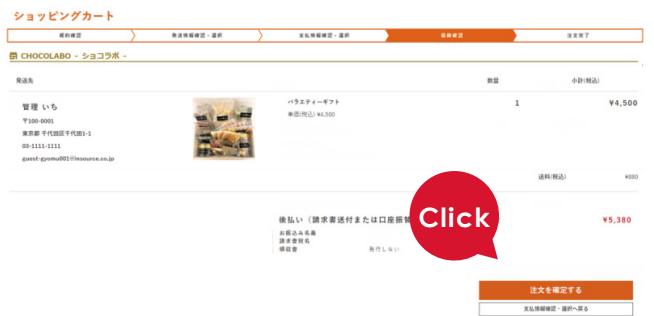 ショッピングカート
規約確認 発送情報確認・選択 支払情報確認・選択 最終確認 注文完了
CHOCOLABO - ショコラボ -
発送先 数量 小計(税込)
管理 いち バラエティーギフト 1 ¥4,500
単価(税込) ¥4,500
〒100-0001
東京都 千代田区千代田1-1
03-1111-1111
guest-gyomu001@insource.co.jp
送料(税込) ¥880
後払い（請求書送付または口座振替 ¥5,380
Click
お振込み名義
請求書宛名
領収書 発行しない
注文を確定する
支払情報確認・選択へ戻る